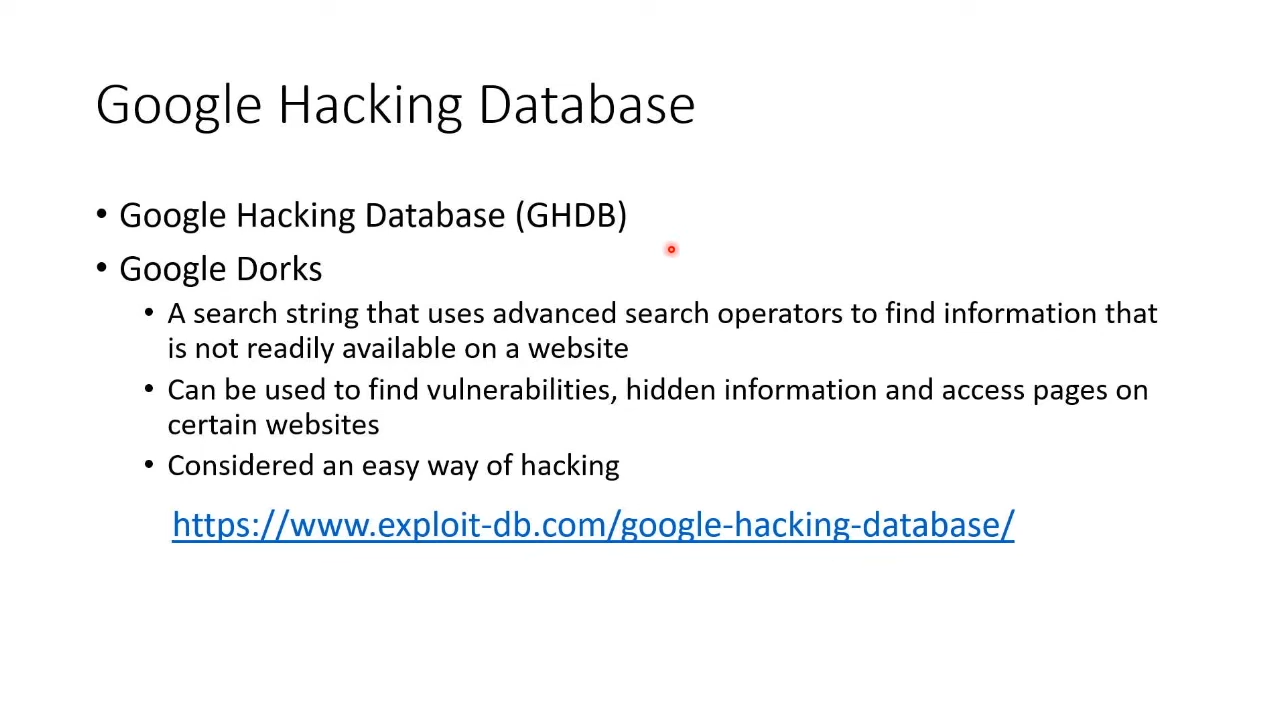 Google Hacking Database
• Google Hacking Database (GHDB)
• Google Dorks
• A search string that uses advanced search operators to find information that
is not readily available on a website
• Can be used to find vulnerabilities, hidden information and access pages on
certain websites
• Considered an easy way of hacking
https://www.exploit-db.com/google-hacking-database/